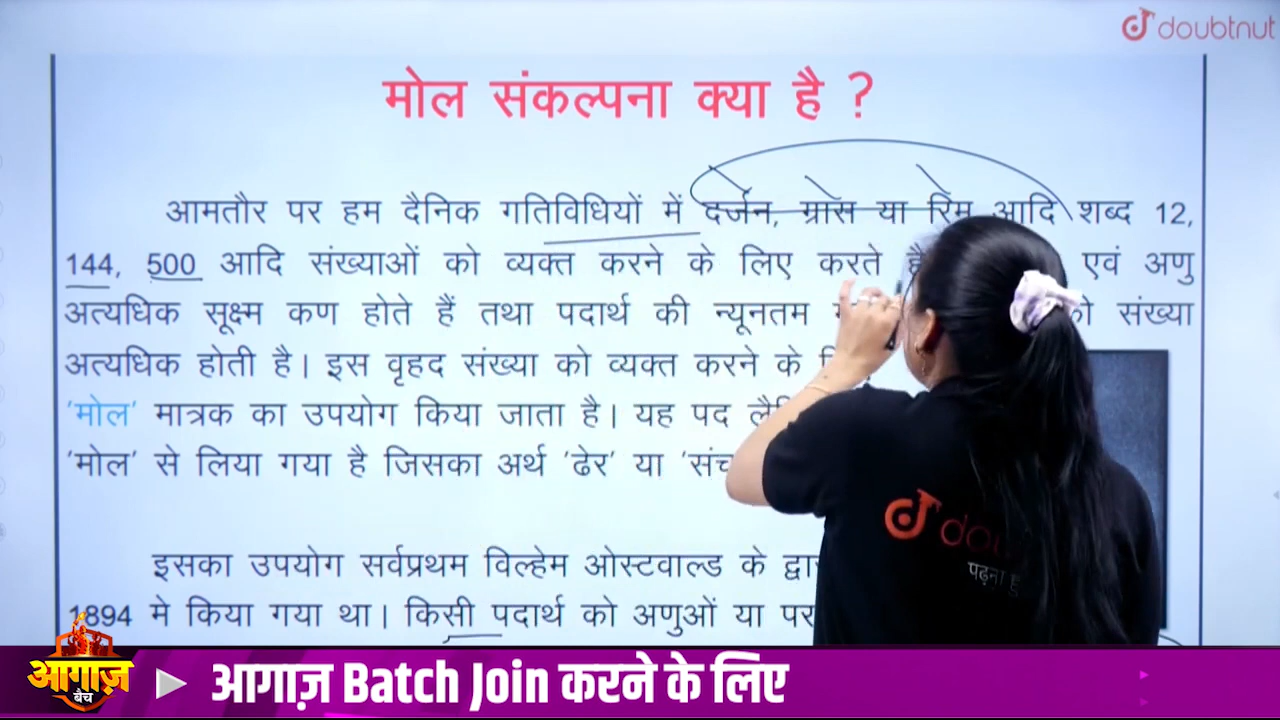 doubtnut
मोल संकल्पना क्या है ?
आमतौर पर हम दैनिक गतिविधियों में दर्जन, ग्रोस या रिम आदि शब्द 12,
144, 500 आदि संख्याओं को व्यक्त करने के लिए करते एवं अणु
अत्यधिक सूक्ष्म कण होते हैं तथा पदार्थ की न्यूनतम संख्या
अत्यधिक होती है। इस वृहद संख्या को व्यक्त करने के
'मोल' मात्रक का उपयोग किया जाता है। यह पद
'मोल' से लिया गया है जिसका अर्थ 'ढेर' या
इसका उपयोग सर्वप्रथम विल्हेम ओस्टवाल्ड के
1894 मे किया गया था। किसी पदार्थ को अणुओं या
पढ़ना
आगाज़
बैच
आगाज़ Batch Join करने के लिए